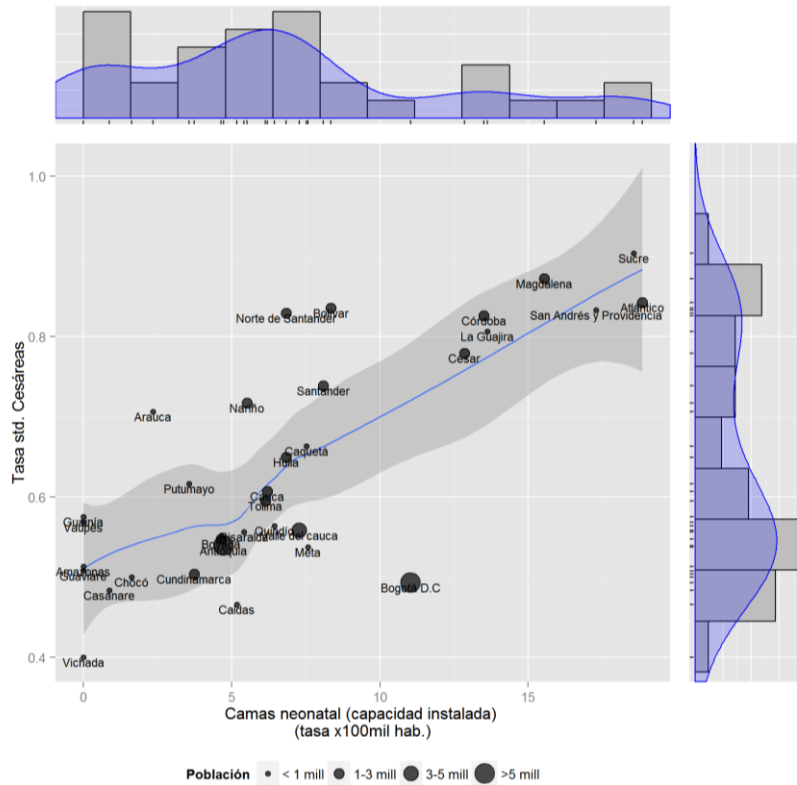 1.0
0.8
0.6
0.4
Tasa std. Cesáreas
Sucre
Magdalena
Atlántico
San Andrés y Providencia
Bolívar
Norte de Santander
Córdoba
La Guajira
Cesar
Santander
Nariño
Arauca
Caquetá
Huila
Putumayo
Cauca
Tolima
Guainía
Vaupés
Quindío
Valle del cauca
Risaralda
Boyacá
Antioquia
Meta
Amazonas
Guaviare
Chocó
Cundinamarca
Bogotá D.C
Casanare
Caldas
Vichada
0 5 10 15
Camas neonatal (capacidad instalada)
(tasa x100mil hab.)
Población < 1 mill 1-3 mill 3-5 mill >5 mill